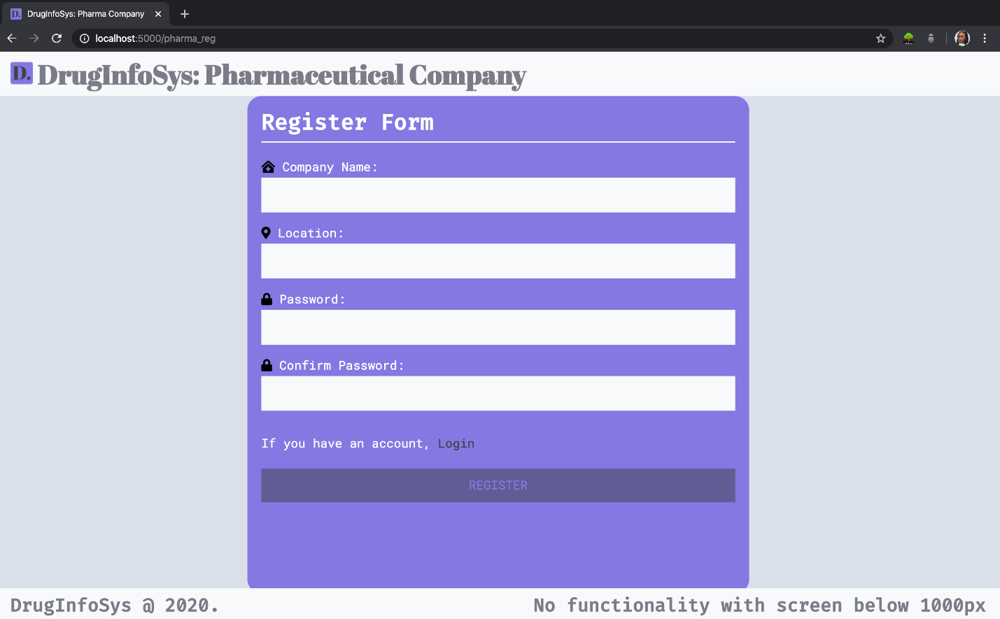 D. DrugInfoSys: Pharma Company
localhost:5000/pharma_reg
D. DrugInfoSys: Pharmaceutical Company
Register Form
Company Name:
Location:
Password:
Confirm Password:
If you have an account, Login
REGISTER
DrugInfoSys @ 2020.
No functionality with screen below 1000px